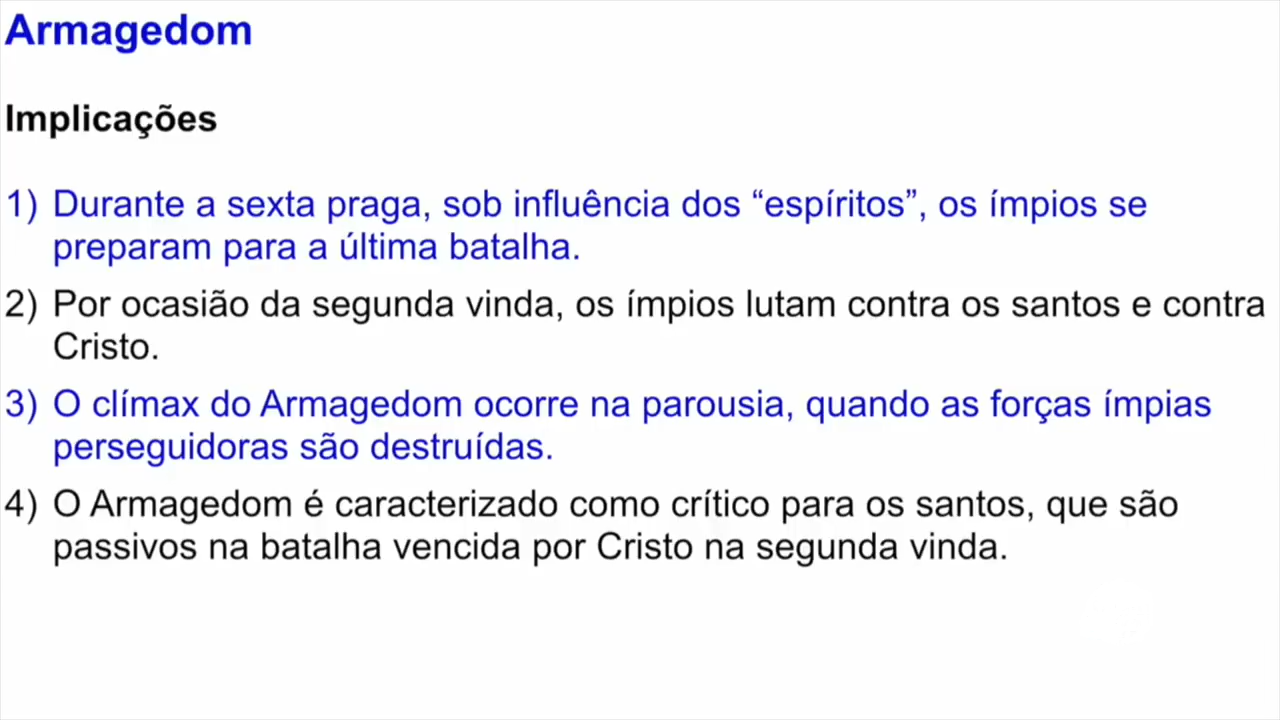 Armagedom
Implicações
1) Durante a sexta praga, sob influência dos “espíritos”, os ímpios se
preparam para a última batalha.
2) Por ocasião da segunda vinda, os ímpios lutam contra os santos e contra
Cristo.
3) O clímax do Armagedom ocorre na parousia, quando as forças ímpias
perseguidoras são destruídas.
4) O Armagedom é caracterizado como crítico para os santos, que são
passivos na batalha vencida por Cristo na segunda vinda.